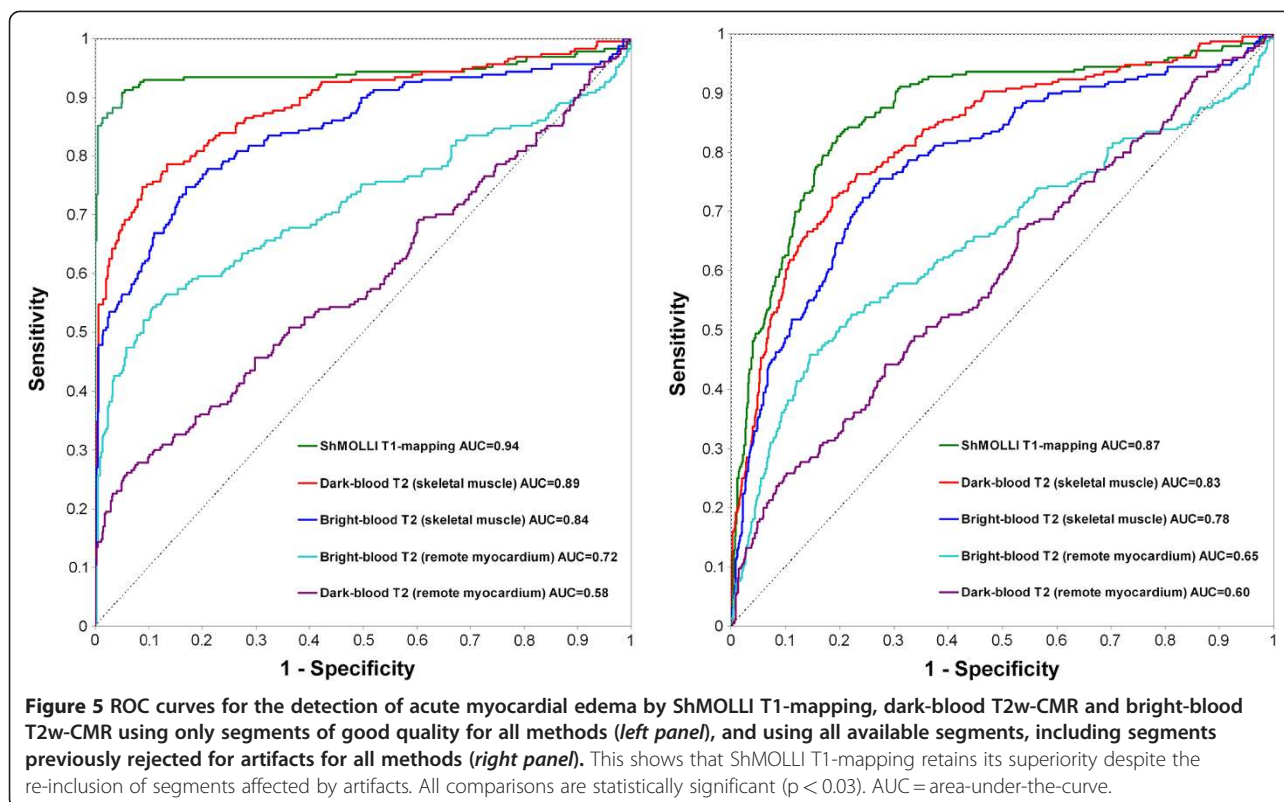 1
0.9
0.8
0.7
0.6
0.5
0.4
0.3
0.2
0.1
0
Sensitivity
ShMOLLI T1-mapping AUC=0.94
Dark-blood T2 (skeletal muscle) AUC=0.89
Bright-blood T2 (skeletal muscle) AUC=0.84
Bright-blood T2 (remote myocardium) AUC=0.72
Dark-blood T2 (remote myocardium) AUC=0.58
0 0.1 0.2 0.3 0.4 0.5 0.6 0.7 0.8 0.9 1
1 - Specificity
1
0.9
0.8
0.7
0.6
0.5
0.4
0.3
0.2
0.1
0
Sensitivity
ShMOLLI T1-mapping AUC=0.87
Dark-blood T2 (skeletal muscle) AUC=0.83
Bright-blood T2 (skeletal muscle) AUC=0.78
Bright-blood T2 (remote myocardium) AUC=0.65
Dark-blood T2 (remote myocardium) AUC=0.60
0 0.1 0.2 0.3 0.4 0.5 0.6 0.7 0.8 0.9 1
1 - Specificity
Figure 5 ROC curves for the detection of acute myocardial edema by ShMOLLI T1-mapping, dark-blood T2w-CMR and bright-blood
T2w-CMR using only segments of good quality for all methods (left panel), and using all available segments, including segments
previously rejected for artifacts for all methods (right panel). This shows that ShMOLLI T1-mapping retains its superiority despite the
re-inclusion of segments affected by artifacts. All comparisons are statistically significant (p < 0.03). AUC = area-under-the-curve.